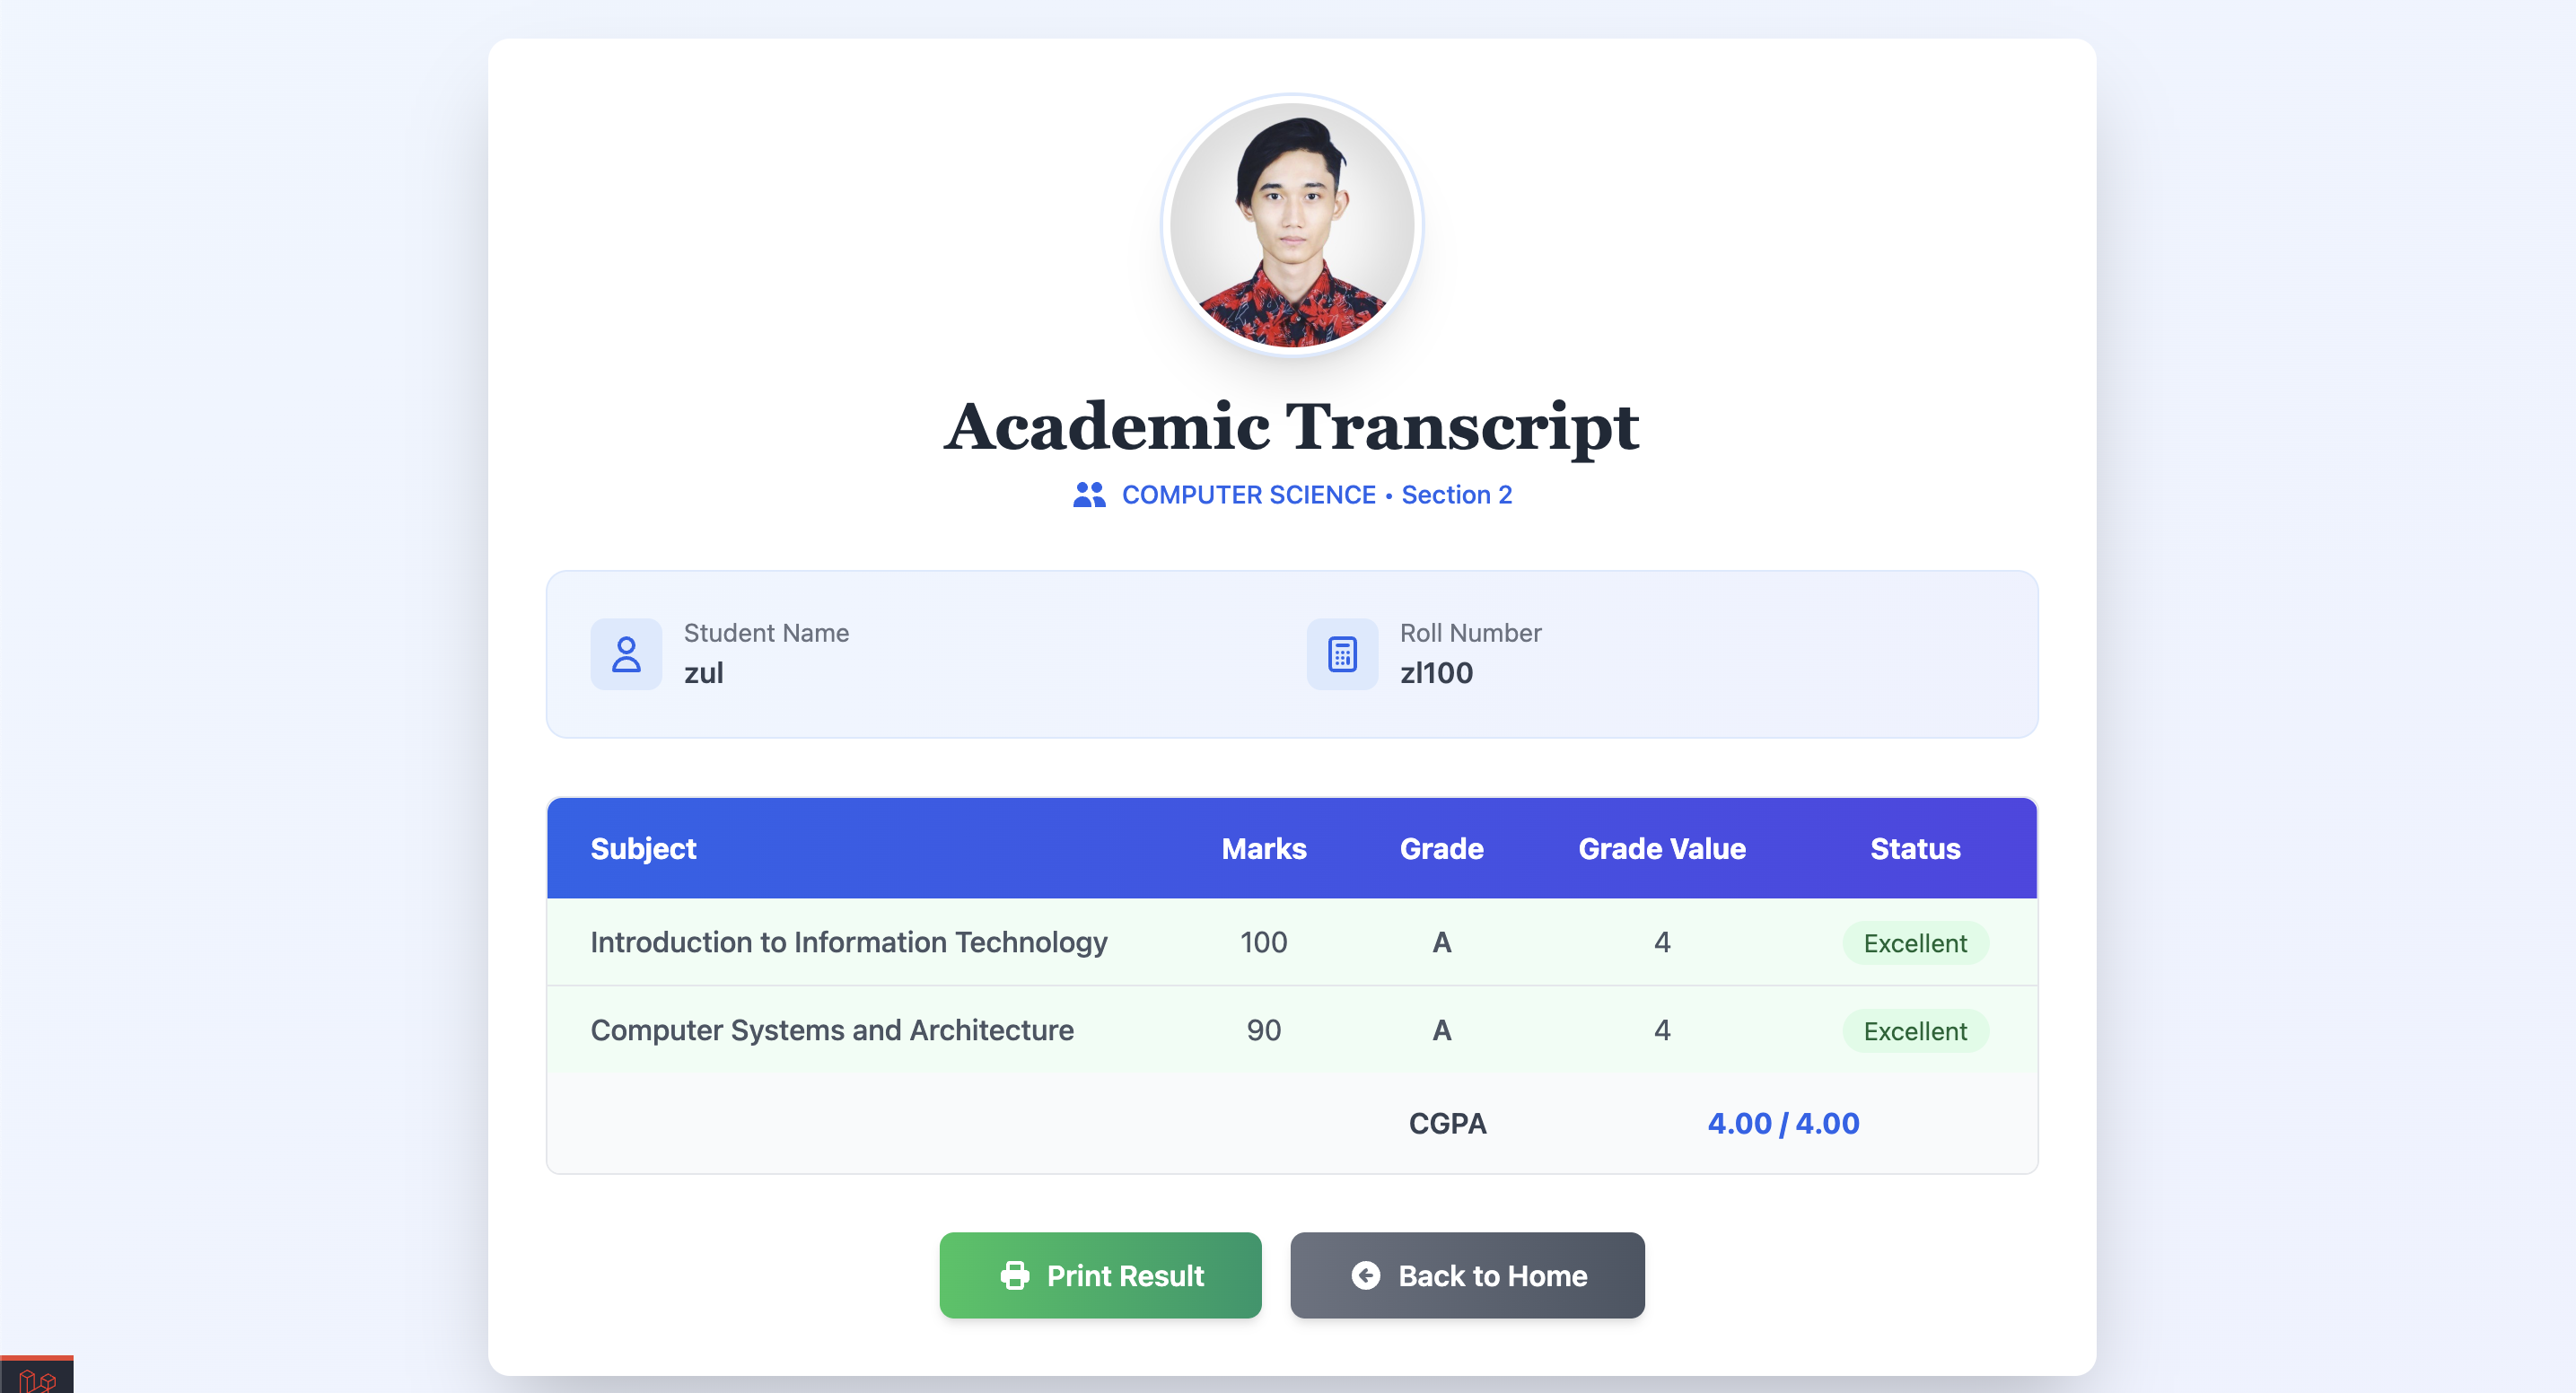 Academic Transcript
COMPUTER SCIENCE • Section 2
Student Name
zul
Roll Number
zl100
Subject Marks Grade Grade Value Status
Introduction to Information Technology 100 A 4 Excellent
Computer Systems and Architecture 90 A 4 Excellent
CGPA 4.00 / 4.00
Print Result
Back to Home